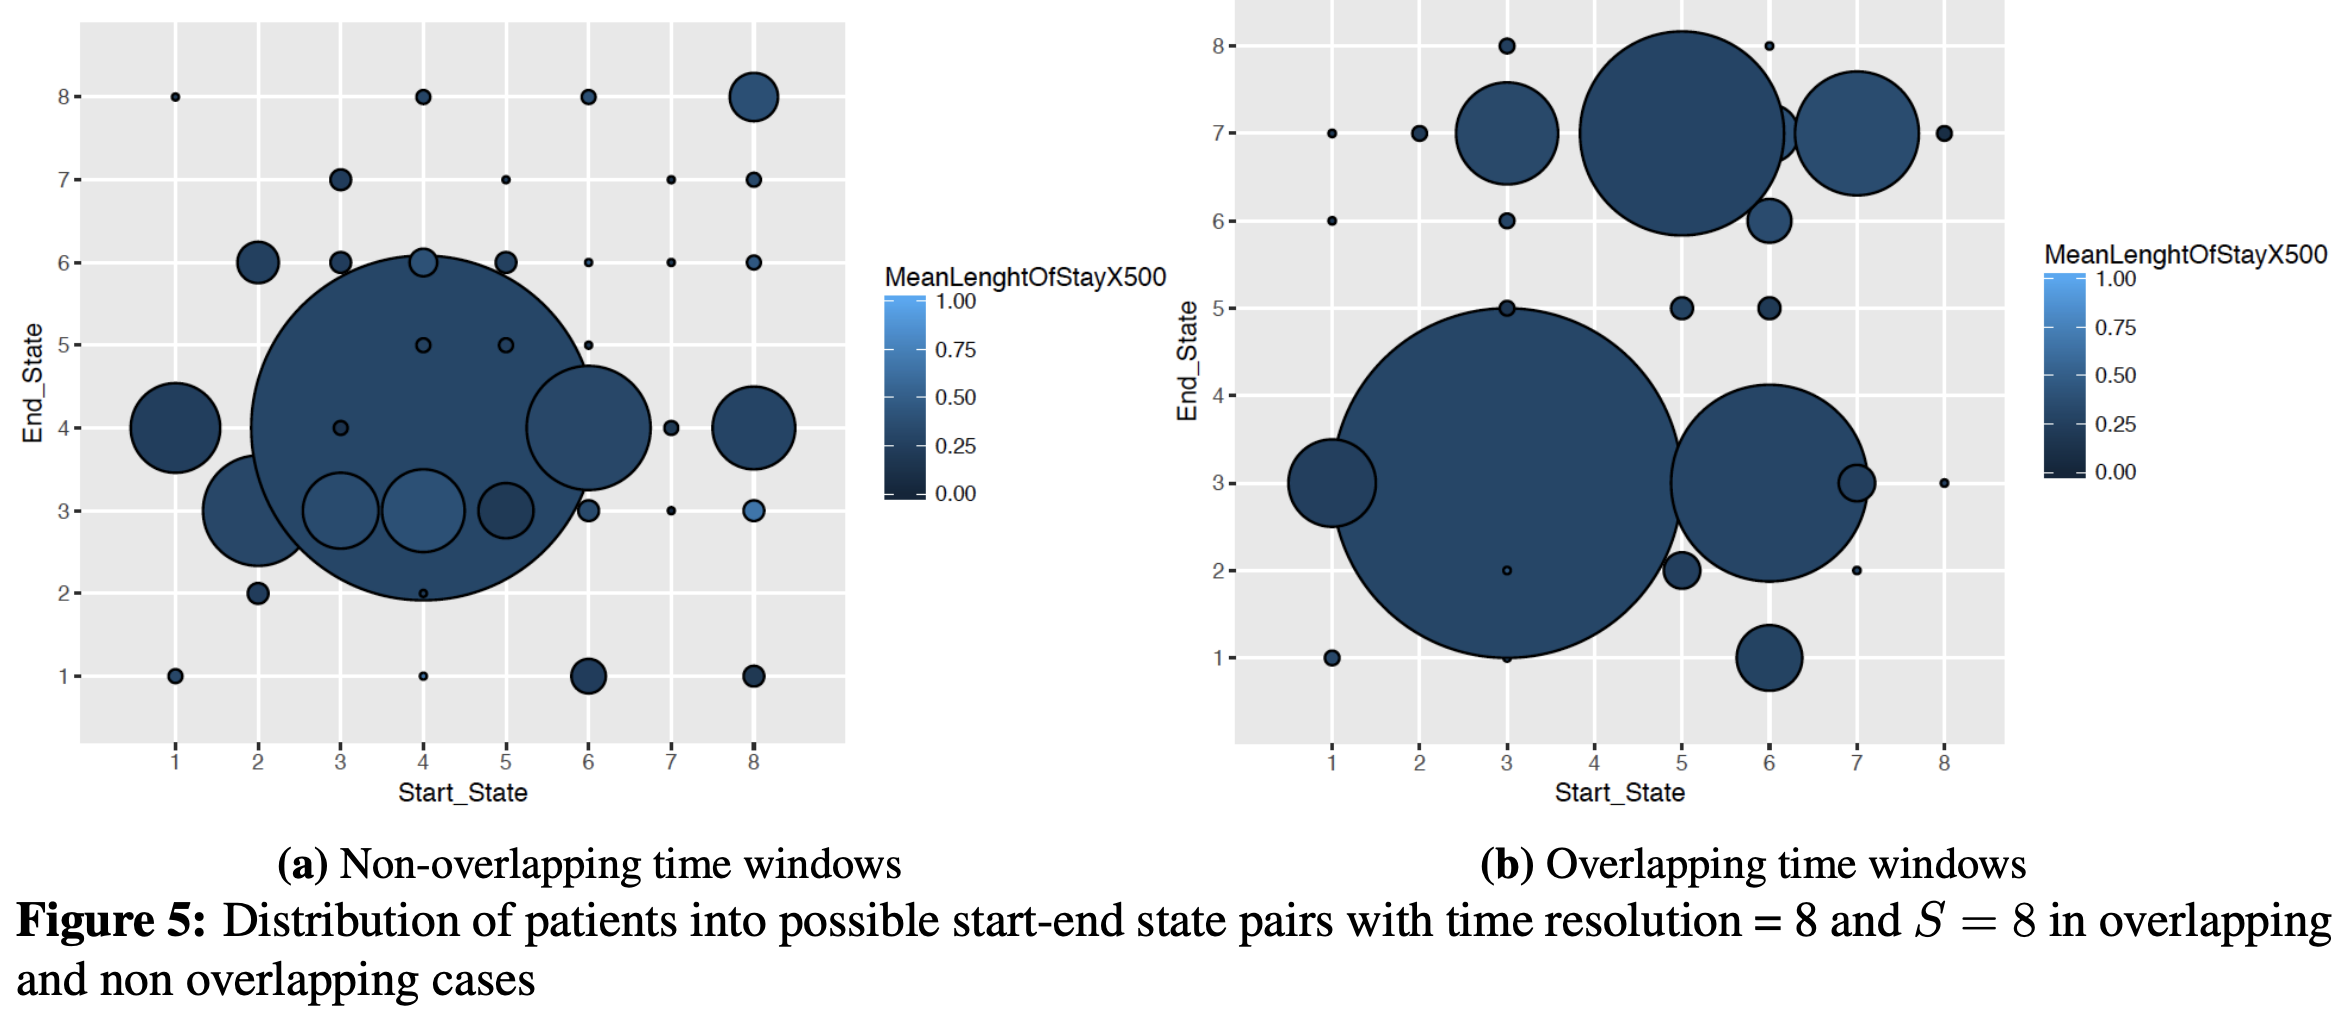 8
7
6
5
4
3
2
1
End_State
1 2 3 4 5 6 7 8
Start_State
MeanLenghtOfStayX500
1.00
0.75
0.50
0.25
0.00
(a) Non-overlapping time windows
8
7
6
5
4
3
2
1
End_State
1 2 3 4 5 6 7 8
Start_State
MeanLenghtOfStayX500
1.00
0.75
0.50
0.25
0.00
(b) Overlapping time windows
Figure 5: Distribution of patients into possible start-end state pairs with time resolution = 8 and S = 8 in overlapping
and non overlapping cases